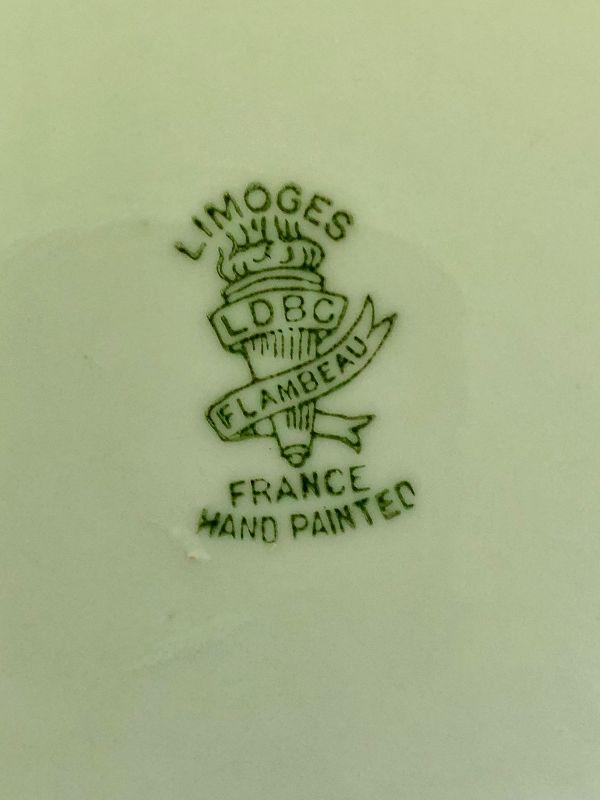 LIMOGES
LDBC
FLAMBEAU
FRANCE
HAND PAINTED